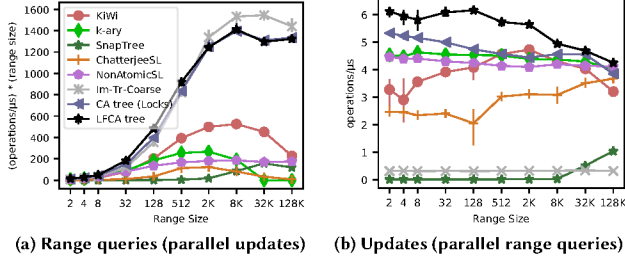 (operations/μs) * (range size)
1600
1400
1200
1000
800
600
400
200
0
KiWi
k-ary
SnapTree
ChatterjeeSL
NonAtomicSL
Im-Tr-Coarse
CA tree (Locks)
LFCA tree
2 4 8 32 128 512 2K 8K 32K 128K
Range Size
(a) Range queries (parallel updates)
operations/μs
6
5
4
3
2
1
0
2 4 8 32 128 512 2K 8K 32K 128K
Range Size
(b) Updates (parallel range queries)